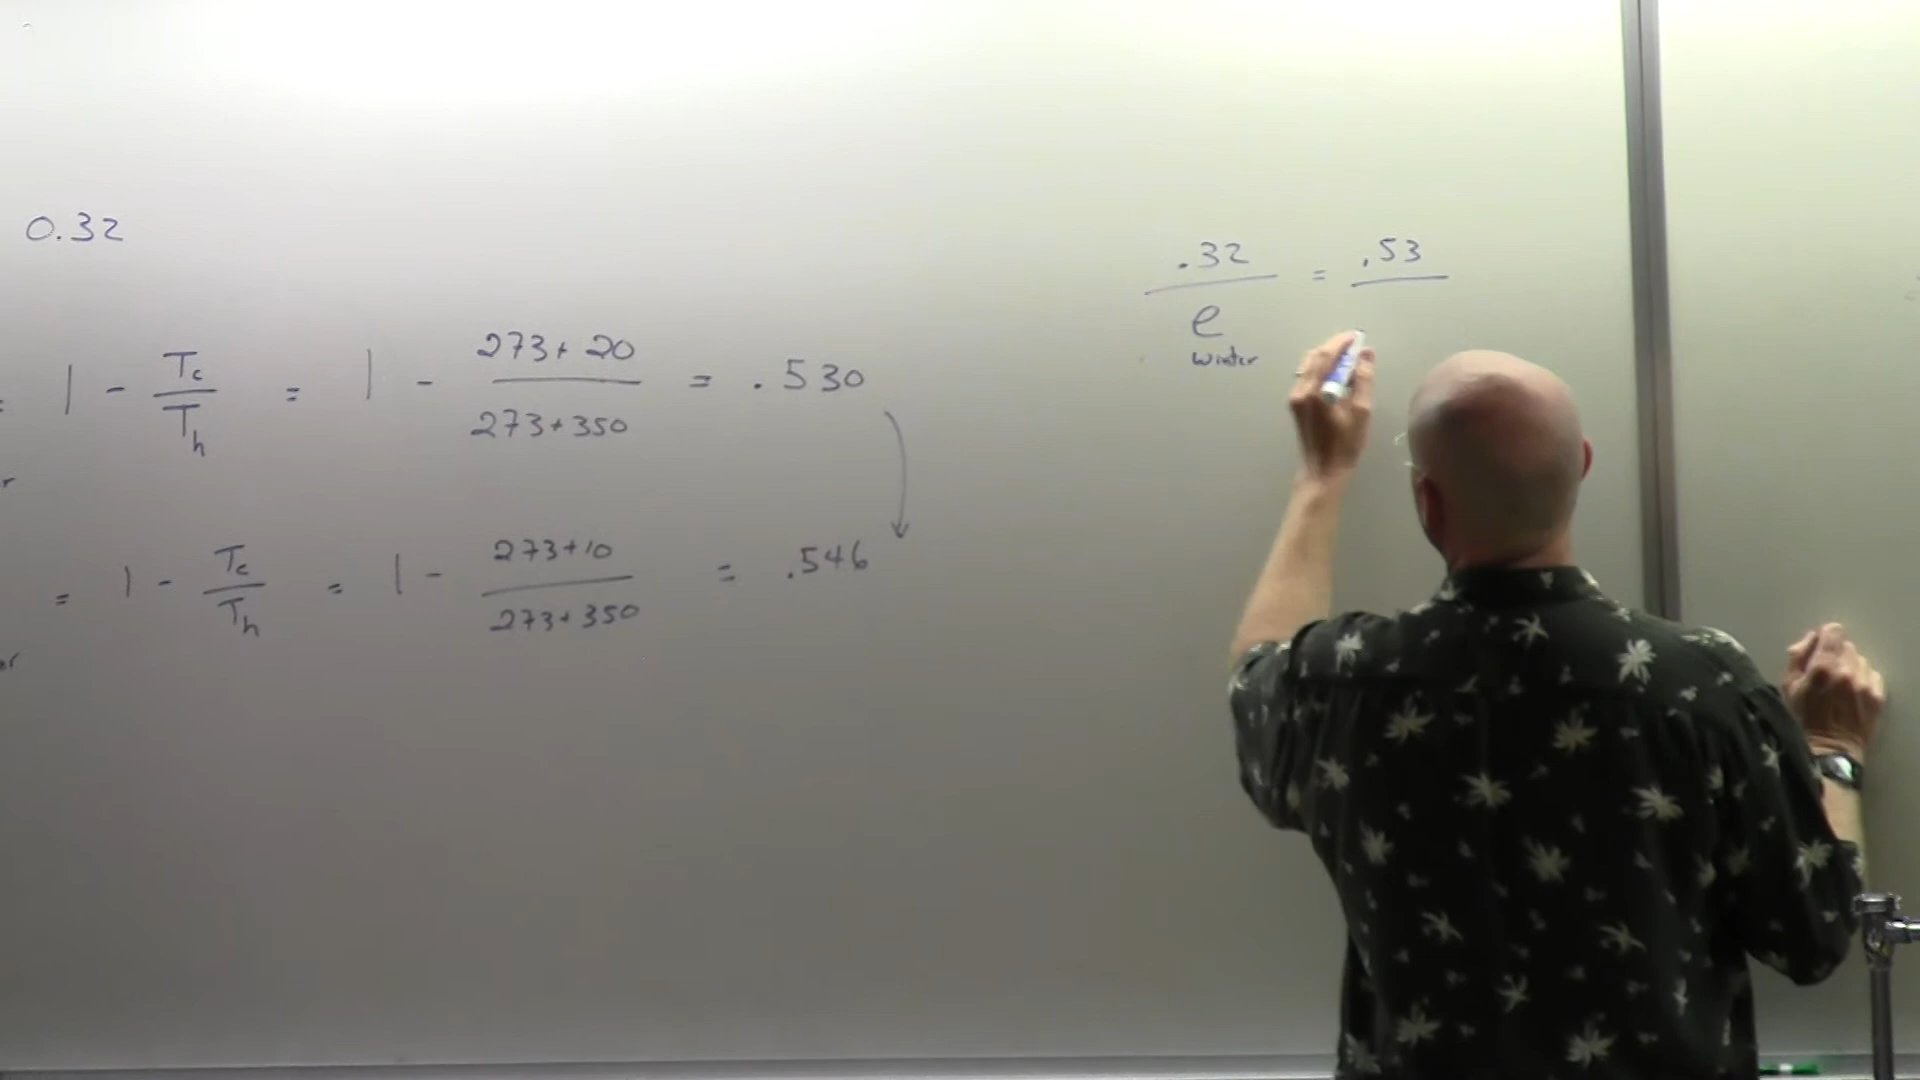 0.32
1 - Tc/Th = 1 - 273+20/273+350 = .530
= 1 - Tc/Th = 1 - 273+10/273+350 = .546
.32/e winter = .53/